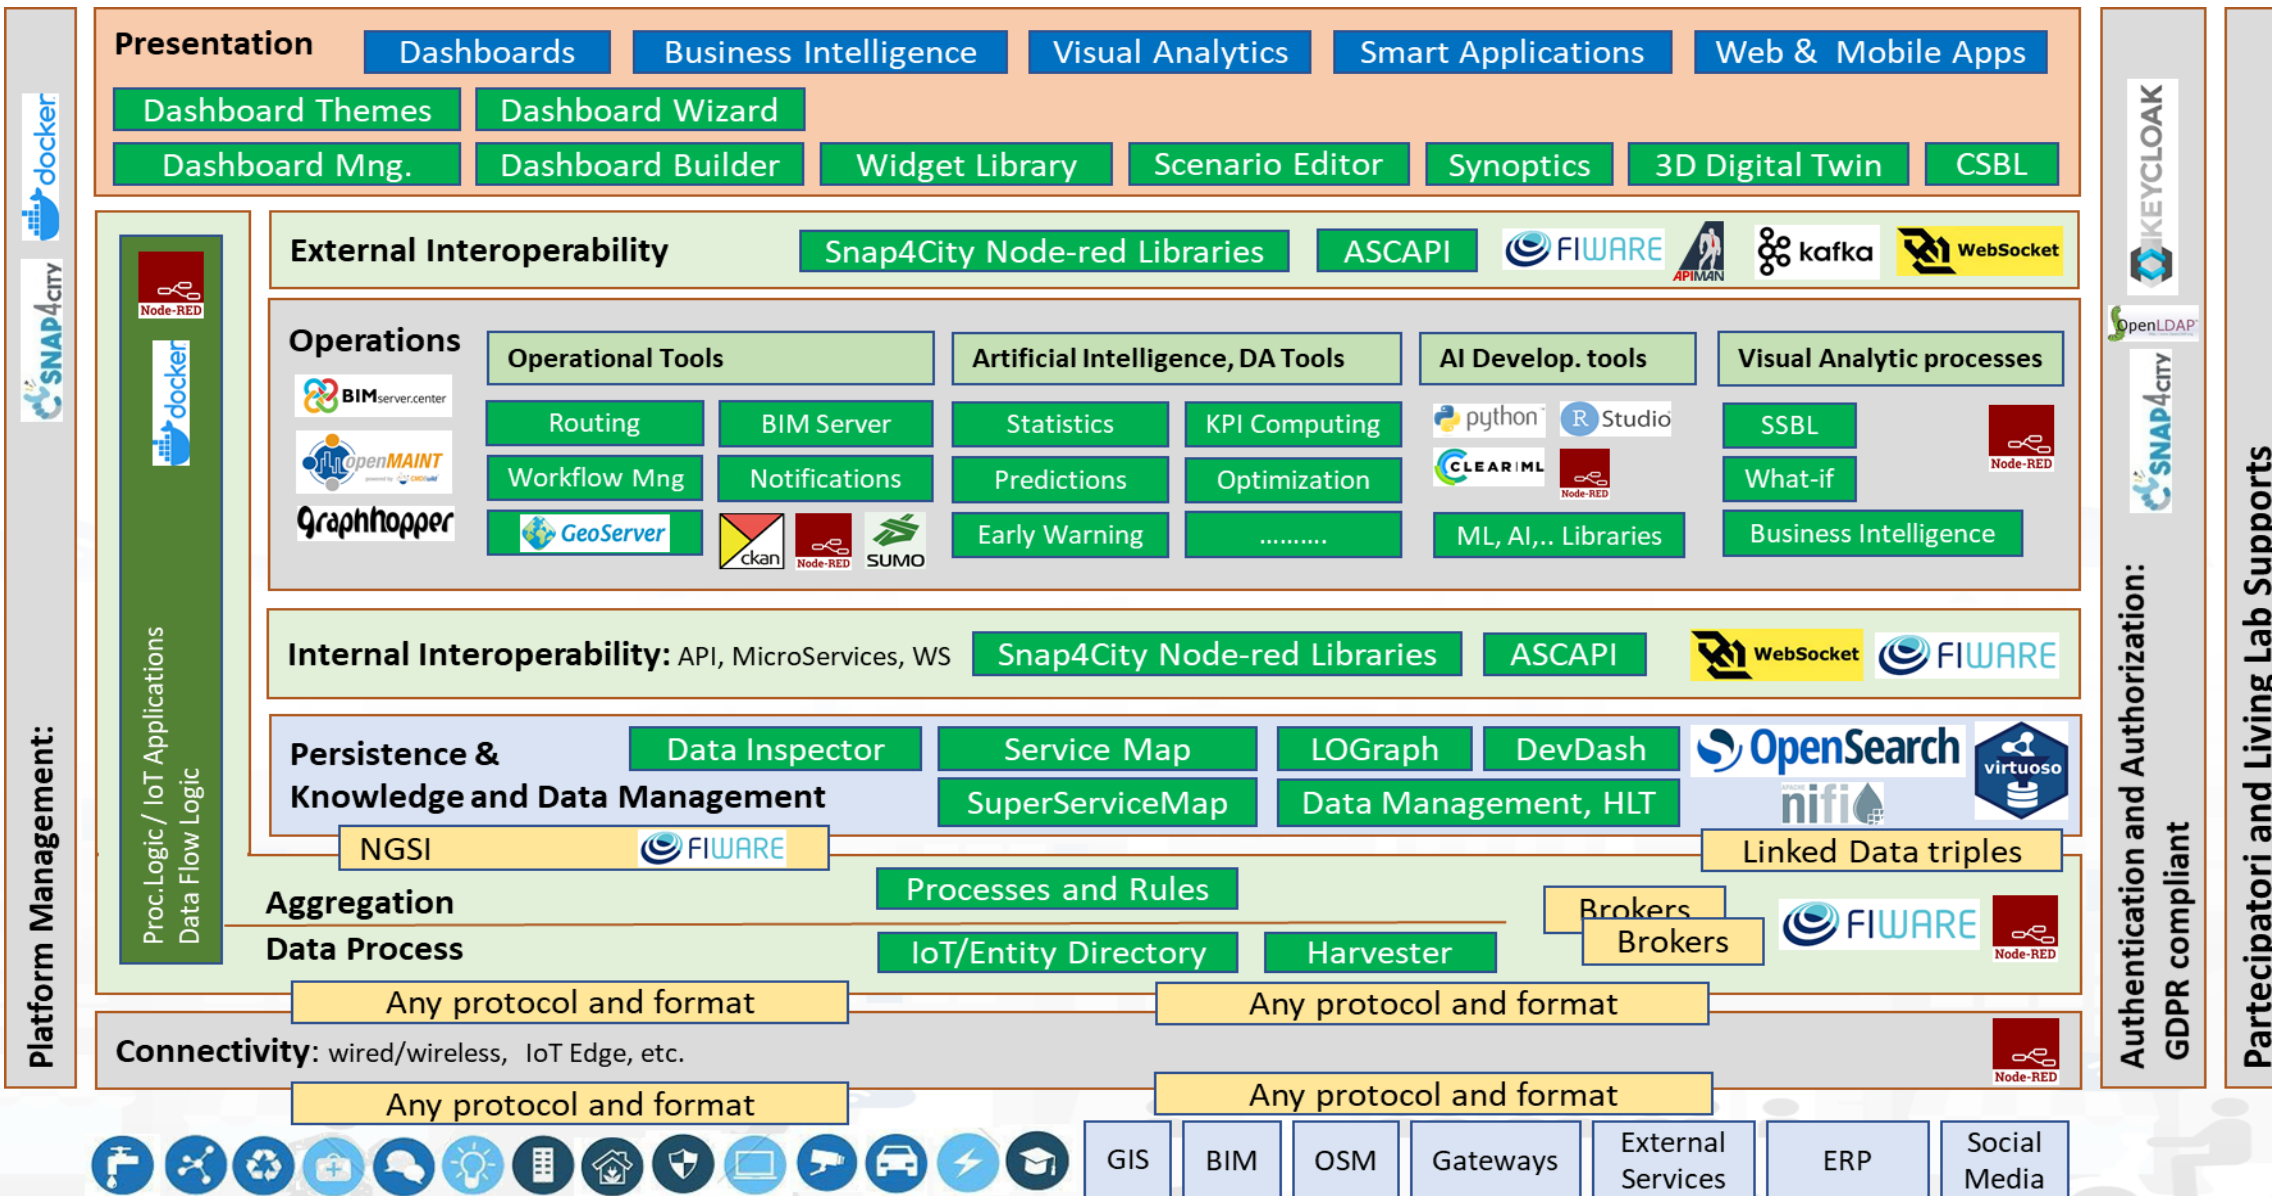 Presentation
Dashboards
Business Intelligence
Visual Analytics
Smart Applications
Web & Mobile Apps
Dashboard Themes
Dashboard Wizard
Dashboard Mng.
Dashboard Builder
Widget Library
Scenario Editor
Synoptics
3D Digital Twin
CSBL
External Interoperability
Snap4City Node-red Libraries
ASCAPI
FIWARE
APIMAN
kafka
WebSocket
Operations
BIMserver.center
openMAINT
graphhopper
Operational Tools
Routing
BIM Server
Workflow Mng
Notifications
GeoServer
ckan
Node-RED
SUMO
Artificial Intelligence, DA Tools
Statistics
KPI Computing
Predictions
Optimization
Early Warning
..........
AI Develop. tools
python
R Studio
CLEAR|ML
Node-RED
ML, AI,.. Libraries
Visual Analytic processes
SSBL
What-if
Business Intelligence
Node-RED
Internal Interoperability: API, MicroServices, WS
Snap4City Node-red Libraries
ASCAPI
WebSocket
FIWARE
Persistence &
Knowledge and Data Management
Data Inspector
Service Map
LOGraph
DevDash
SuperServiceMap
Data Management, HLT
OpenSearch
APACHE
nifi
virtuoso
NGSI
FIWARE
Linked Data triples
Aggregation
Processes and Rules
Data Process
IoT/Entity Directory
Harvester
Brokers
Brokers
FIWARE
Node-RED
Any protocol and format
Any protocol and format
Connectivity: wired/wireless, IoT Edge, etc.
Node-RED
Any protocol and format
Any protocol and format
GIS
BIM
OSM
Gateways
External
Services
ERP
Social
Media
Platform Management:
SNAP4CITY
docker
Node-RED
docker
Proc.Logic / IoT Applications
Data Flow Logic
KEYCLOAK
OpenLDAP
SNAP4CITY
Authentication and Authorization:
GDPR compliant
Partecipatori and Living Lab Supports